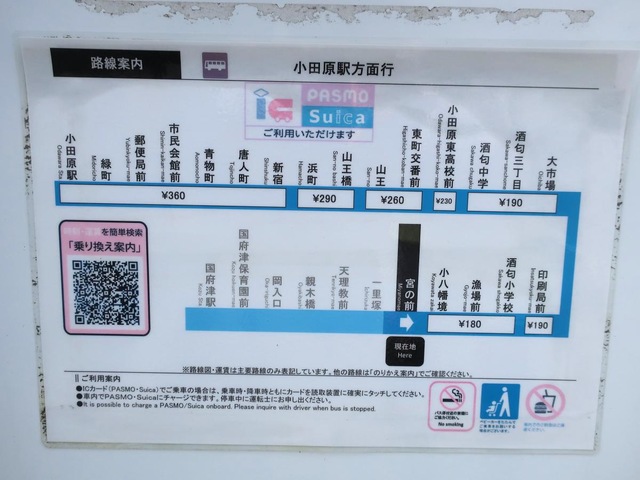 路線案内
小田原駅方面行
PASMO
Suica
ご利用いただけます
小田原駅
緑町
郵便局前
市民会館前
青物町
唐人町
新宿
浜町
山王橋
山王
東町交番前
小田原東高校前
酒匂中学
酒匂三丁目
大市場
¥360
¥290
¥260
¥230
¥190
を簡単検索
「乗り換え案内」
国府津駅
国府津保育園前
岡入口
親木橋
天理教前
一里塚
宮の前
小八幡境
漁場前
酒匂小学校
印刷局前
¥180
¥190
現在地
Here
※路線図・運賃は主要路線のみ表記しています。他の路線は「のりかえ案内」でご確認ください。
ご利用案内
●ICカード(PASMO・Suica)でご乗車の場合は、乗車時・降車時ともにカードを読取装置に確実にタッチしてください。
●車内でPASMO・Suicaにチャージできます。停車中に運転士にお申し出ください。
●It is possible to charge a PASMO/Suica onboard. Please inquire with driver when bus is stopped.
No smoking